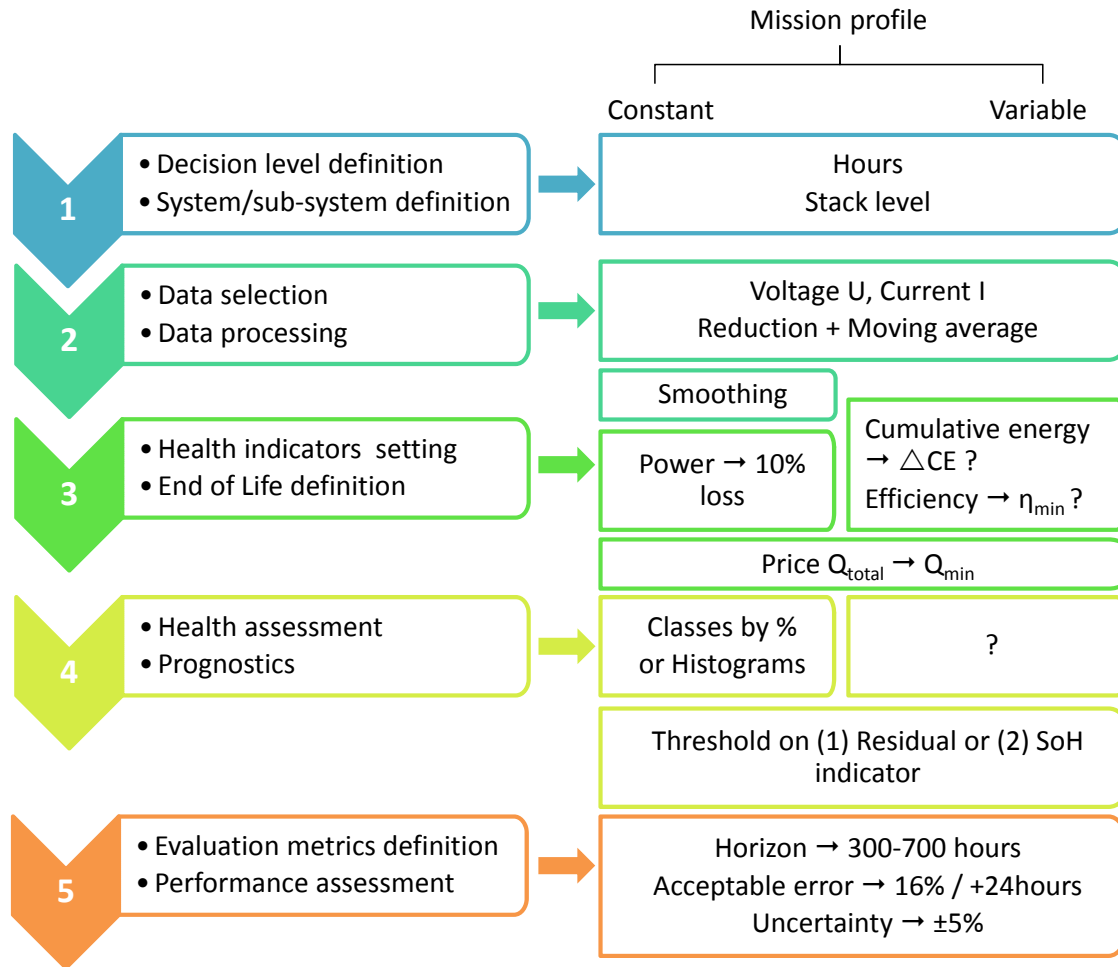 Mission profile
Constant
Variable
1
• Decision level definition
• System/sub-system definition
Hours
Stack level
2
• Data selection
• Data processing
Voltage U, Current I
Reduction + Moving average
Smoothing
3
• Health indicators setting
• End of Life definition
Power → 10%
loss
Cumulative energy
→ △CE ?
Efficiency → ηmin ?
Price Qtotal → Qmin
4
• Health assessment
• Prognostics
Classes by %
or Histograms
?
Threshold on (1) Residual or (2) SoH
indicator
5
• Evaluation metrics definition
• Performance assessment
Horizon → 300-700 hours
Acceptable error → 16% / +24hours
Uncertainty → ±5%